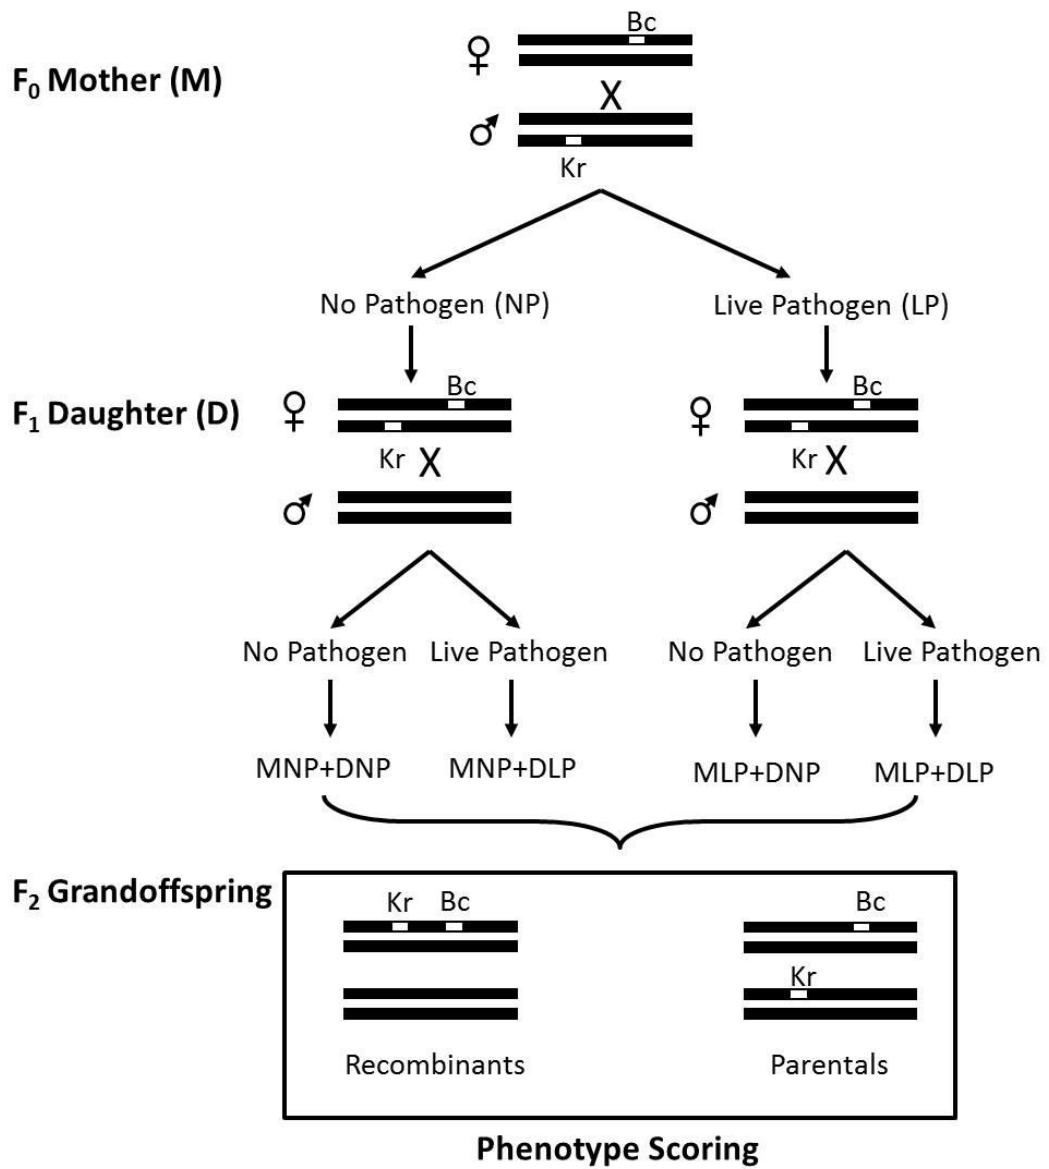 Bc
♀
F₀ Mother (M)
X
♂
Kr
No Pathogen (NP) Live Pathogen (LP)
Bc Bc
F₁ Daughter (D) ♀ ♀
Kr X Kr X
♂ ♂
No Pathogen Live Pathogen No Pathogen Live Pathogen
MNP+DNP MNP+DLP MLP+DNP MLP+DLP
F₂ Grandoffspring
Kr Bc Bc
Kr
Recombinants Parentals
Phenotype Scoring